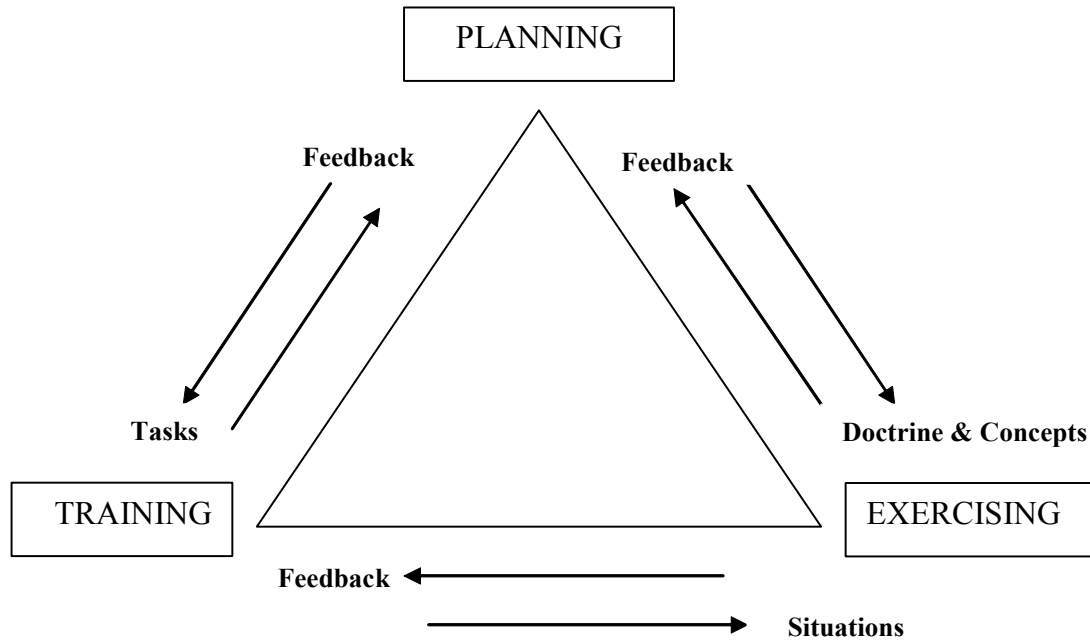 PLANNING
Feedback
Feedback
Tasks
Doctrine & Concepts
TRAINING
EXERCISING
Feedback
Situations